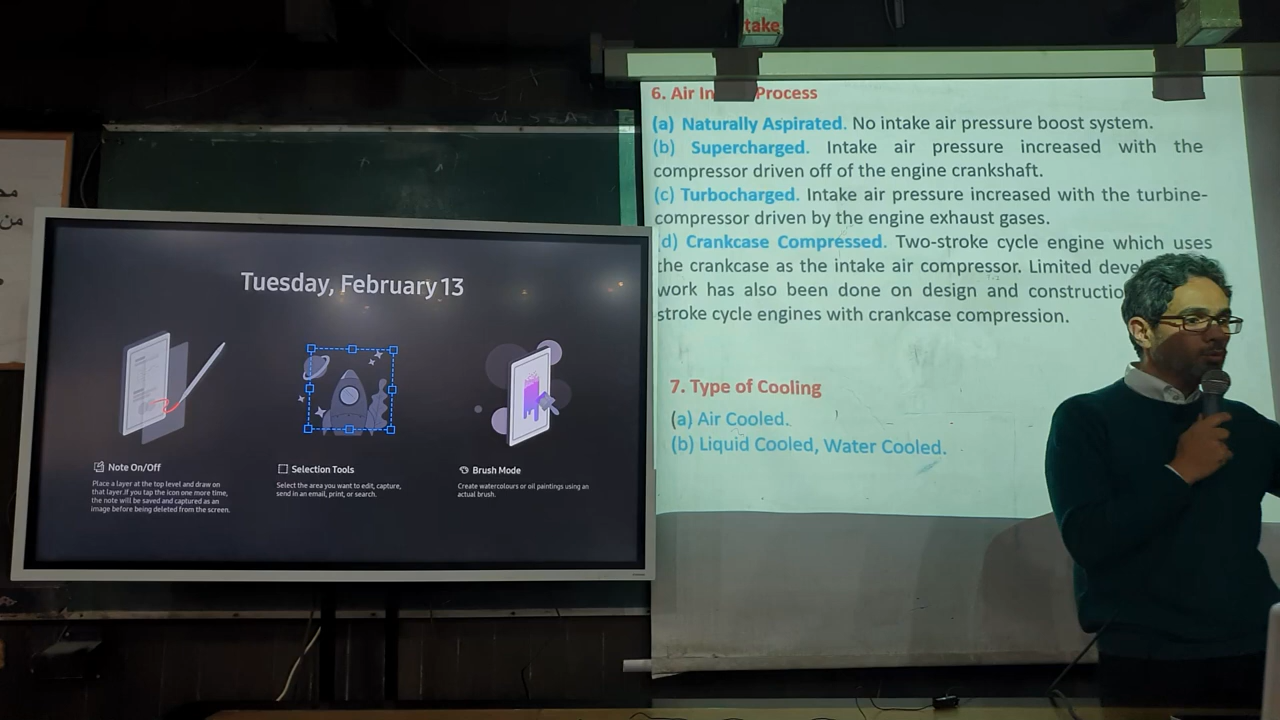 take
6. Air In Process
(a) Naturally Aspirated. No intake air pressure boost system.
(b) Supercharged. Intake air pressure increased with the
compressor driven off of the engine crankshaft.
(c) Turbocharged. Intake air pressure increased with the turbine-
compressor driven by the engine exhaust gases.
d) Crankcase Compressed. Two-stroke cycle engine which uses
the crankcase as the intake air compressor. Limited deve
work has also been done on design and constructio
stroke cycle engines with crankcase compression.
7. Type of Cooling
(a) Air Cooled.
(b) Liquid Cooled, Water Cooled.
Tuesday, February 13
Note On/Off
Place a layer at the top level and draw on
that layer.If you tap the icon one more time,
the note will be saved and captured as an
image before being deleted from the screen.
Selection Tools
Select the area you want to edit, capture,
send in an email, print, or search.
Brush Mode
Create watercolours or oil paintings using an
actual brush.
من